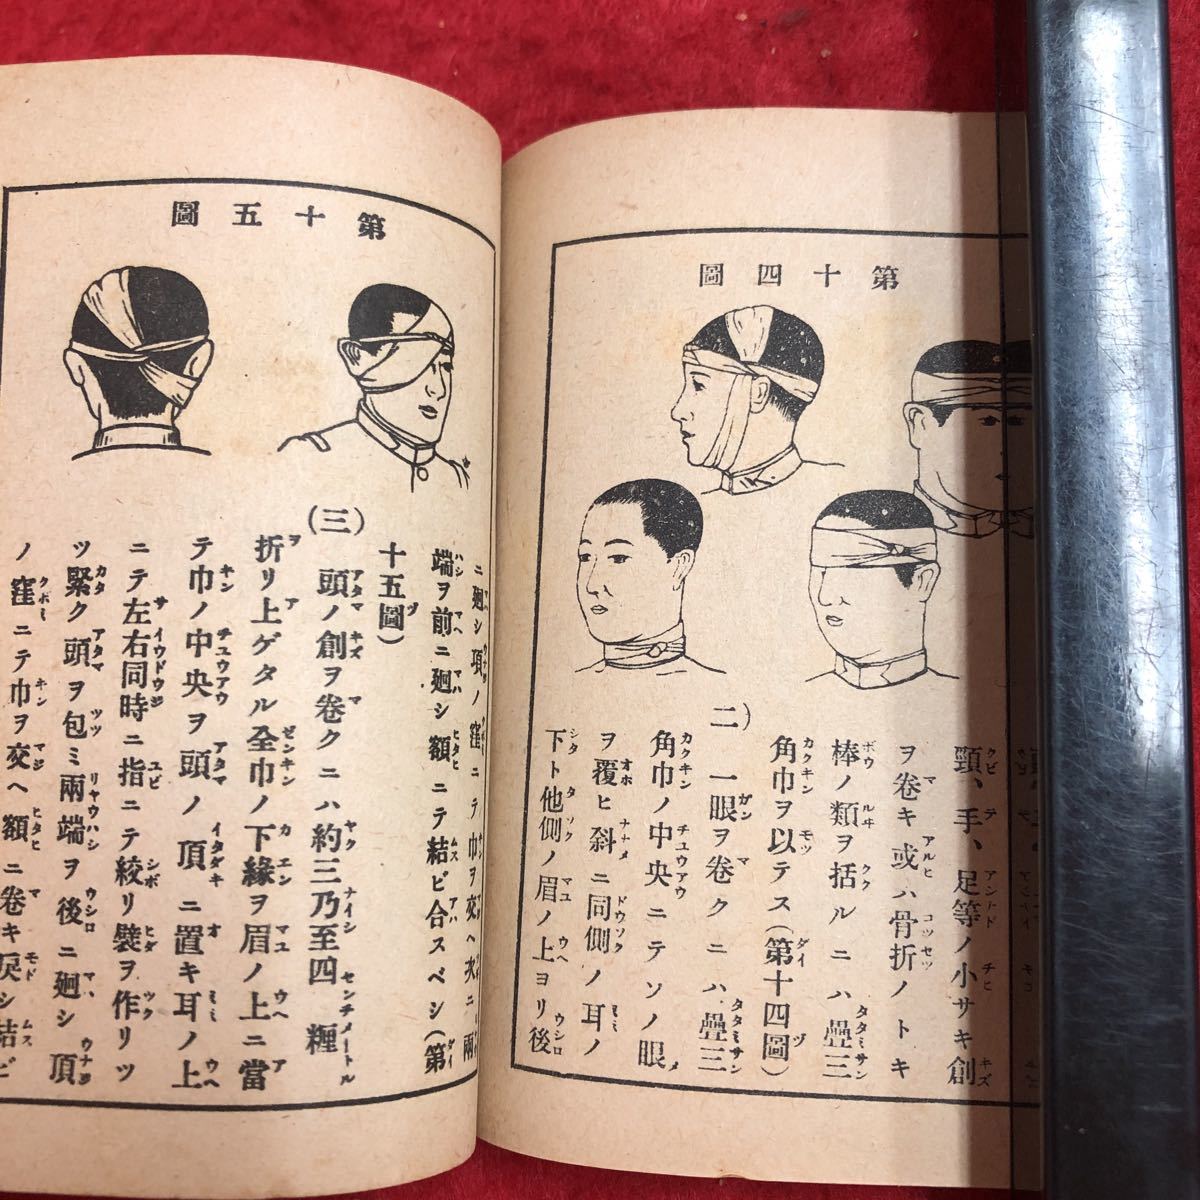 第十四圖
頸、手、足等ノ小サキ創
ヲ卷キ或ハ骨折ノトキ
棒ノ類ヲ括ルニハ疊三
角巾ヲ以テス(第十四圖)
二) 一眼ヲ卷クニハ疊三
角巾ノ中央ニテソノ眼
ヲ覆ヒ斜ニ同側ノ耳ノ
下ト他側ノ眉ノ上ヨリ後
第十五圖
ニ廻シ項ノ窪ニテ巾ヲ交ヘ次ニ兩
端ヲ前ニ廻シ額ニテ結ビ合スベシ(第
十五圖)
(三) 頭ノ創ヲ卷クニハ約三乃至四糎
折リ上ゲタル全巾ノ下緣ヲ眉ノ上ニ當
テ巾ノ中央ヲ頭ノ頂ニ置キ耳ノ上
ニテ左右同時ニ指ニテ絞リ襞ヲ作リツ
ツ緊ク頭ヲ包ミ兩端ヲ後ニ廻シ項
ノ窪ニテ巾ヲ交ヘ額ニ卷キ戾シ結ビ